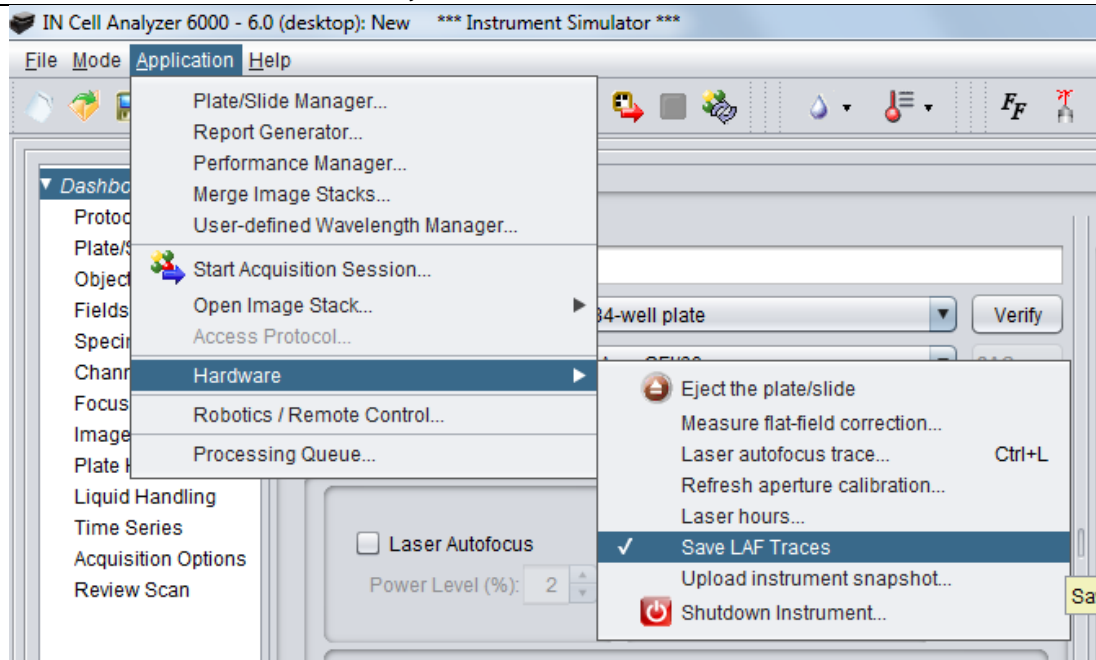 IN Cell Analyzer 6000 - 6.0 (desktop): New *** Instrument Simulator ***
File Mode Application Help
Plate/Slide Manager...
Report Generator...
Performance Manager...
Merge Image Stacks...
User-defined Wavelength Manager...
Start Acquisition Session...
Open Image Stack...
Access Protocol...
Hardware
Robotics / Remote Control...
Processing Queue...
FF
Dashbo
Protoc
Plate/S
Object
Fields
Specin
Chann
Focus
Image
Plate H
Liquid Handling
Time Series
Acquisition Options
Review Scan
34-well plate
Verify
Eject the plate/slide
Measure flat-field correction...
Laser autofocus trace... Ctrl+L
Refresh aperture calibration...
Laser hours...
Save LAF Traces
Upload instrument snapshot...
Shutdown Instrument...
Laser Autofocus
Power Level (%): 2
Sa